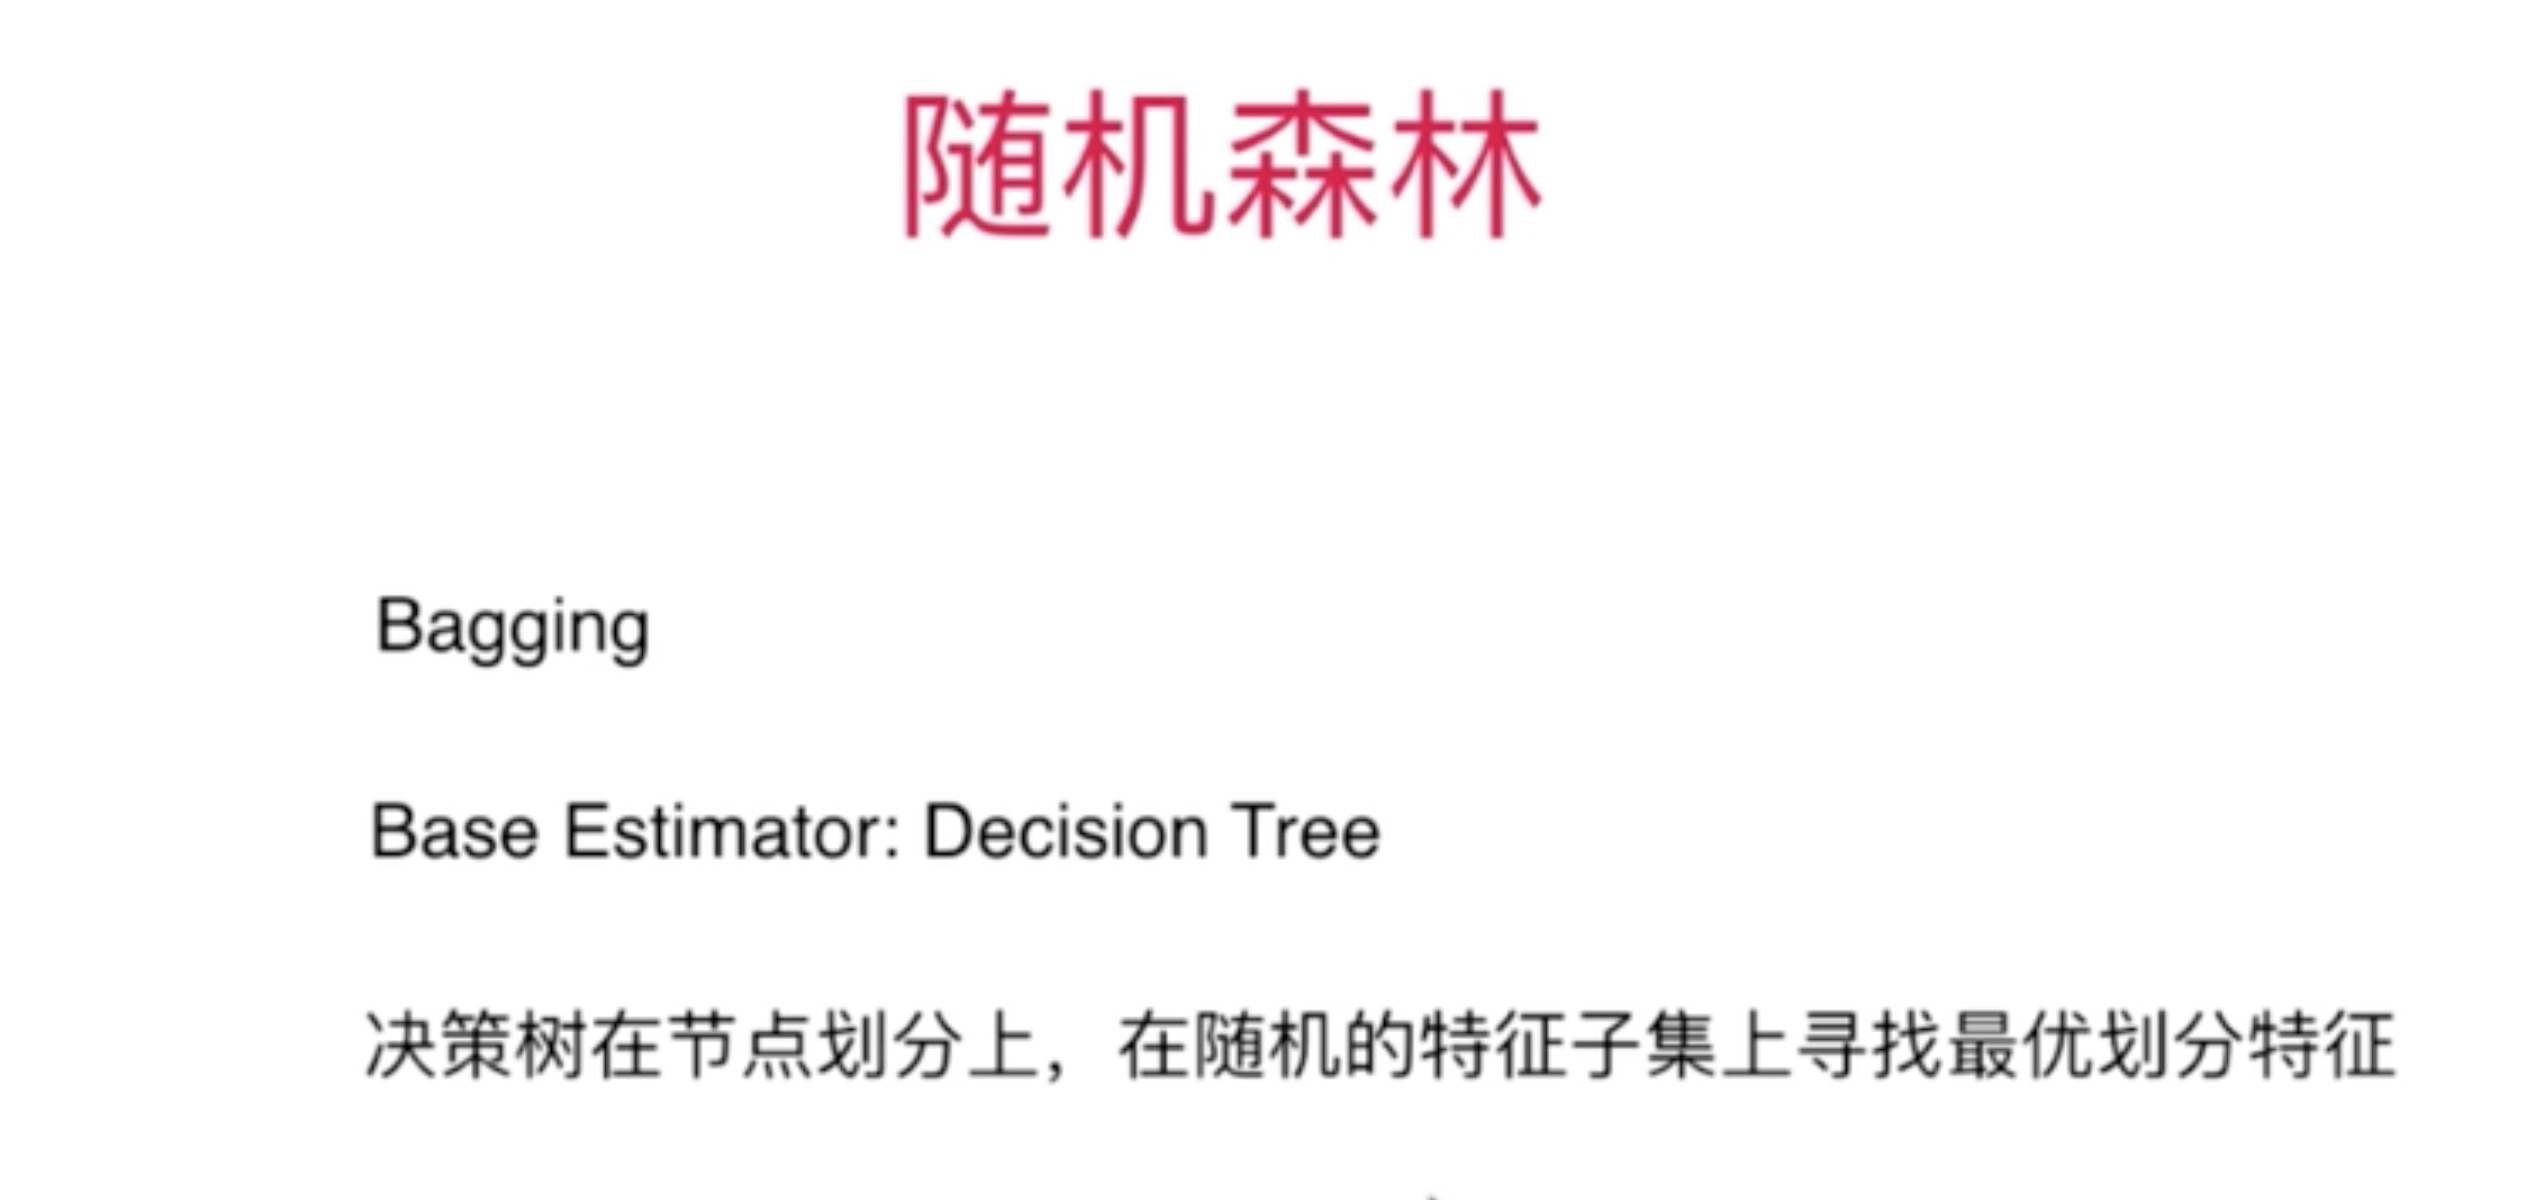 随机森林
Bagging
Base Estimator: Decision Tree
决策树在节点划分上，在随机的特征子集上寻找最优划分特征